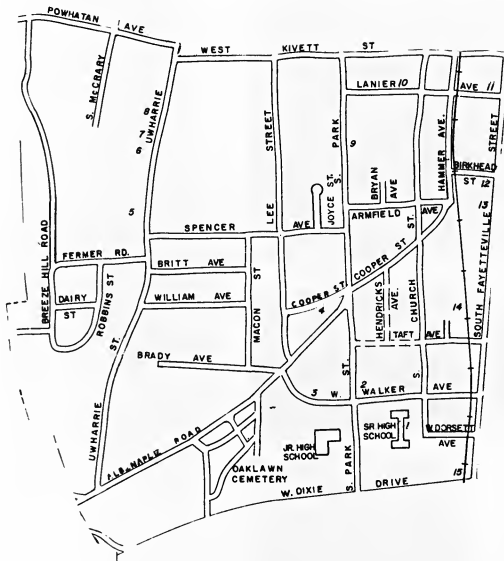 POWHATAN AVE
WEST KIVETT ST
S. McCRARY
UWHARRIE
LANIER 10 AVE 11
HAMMER AVE.
STREET
8
7
6
9
S. PARK
BRYAN AVE
BIRKHEAD ST 12
13
LEE STREET
JOYCE ST.
5
SPENCER AVE
ARMFIELD AVE
BREEZE HILL ROAD
FERMER RD.
BRITT AVE
MACON ST
COOPER ST.
COOPER ST.
SOUTH FAYETTEVILLE
DAIRY ST
ROBBINS ST
WILLIAM AVE
4
HENDRICKS AVE.
S. CHURCH ST.
14
TAFT AVE
BRADY AVE
3 W. WALKER AVE
2
UWHARRIE ST.
ROAD
JR. HIGH SCHOOL
SR. HIGH SCHOOL 1
W. DORSETT AVE
OAKLAWN CEMETERY
S. PARK ST.
W. DIXIE DRIVE
15